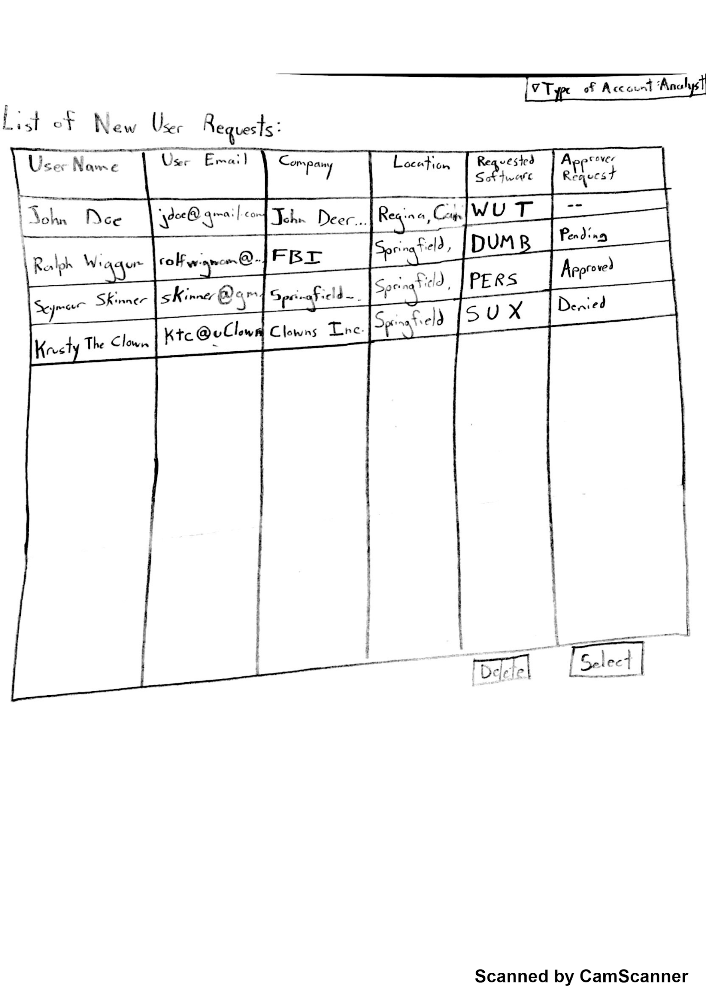 ▽ Type of Account: Analyst
List of New User Requests:
User Name User Email Company Location Requested Software Approver Request
John Doe jdoe@gmail.com John Deer... Regina, Can WUT --
Ralph Wiggum rolfwigwam@... FBI Springfield, DUMB Pending
Seymour Skinner skinner@gm. Springfield... Springfield, PERS Approved
Krusty The Clown ktc@uClown Clowns Inc. Springfield SUX Denied
Delete Select
Scanned by CamScanner